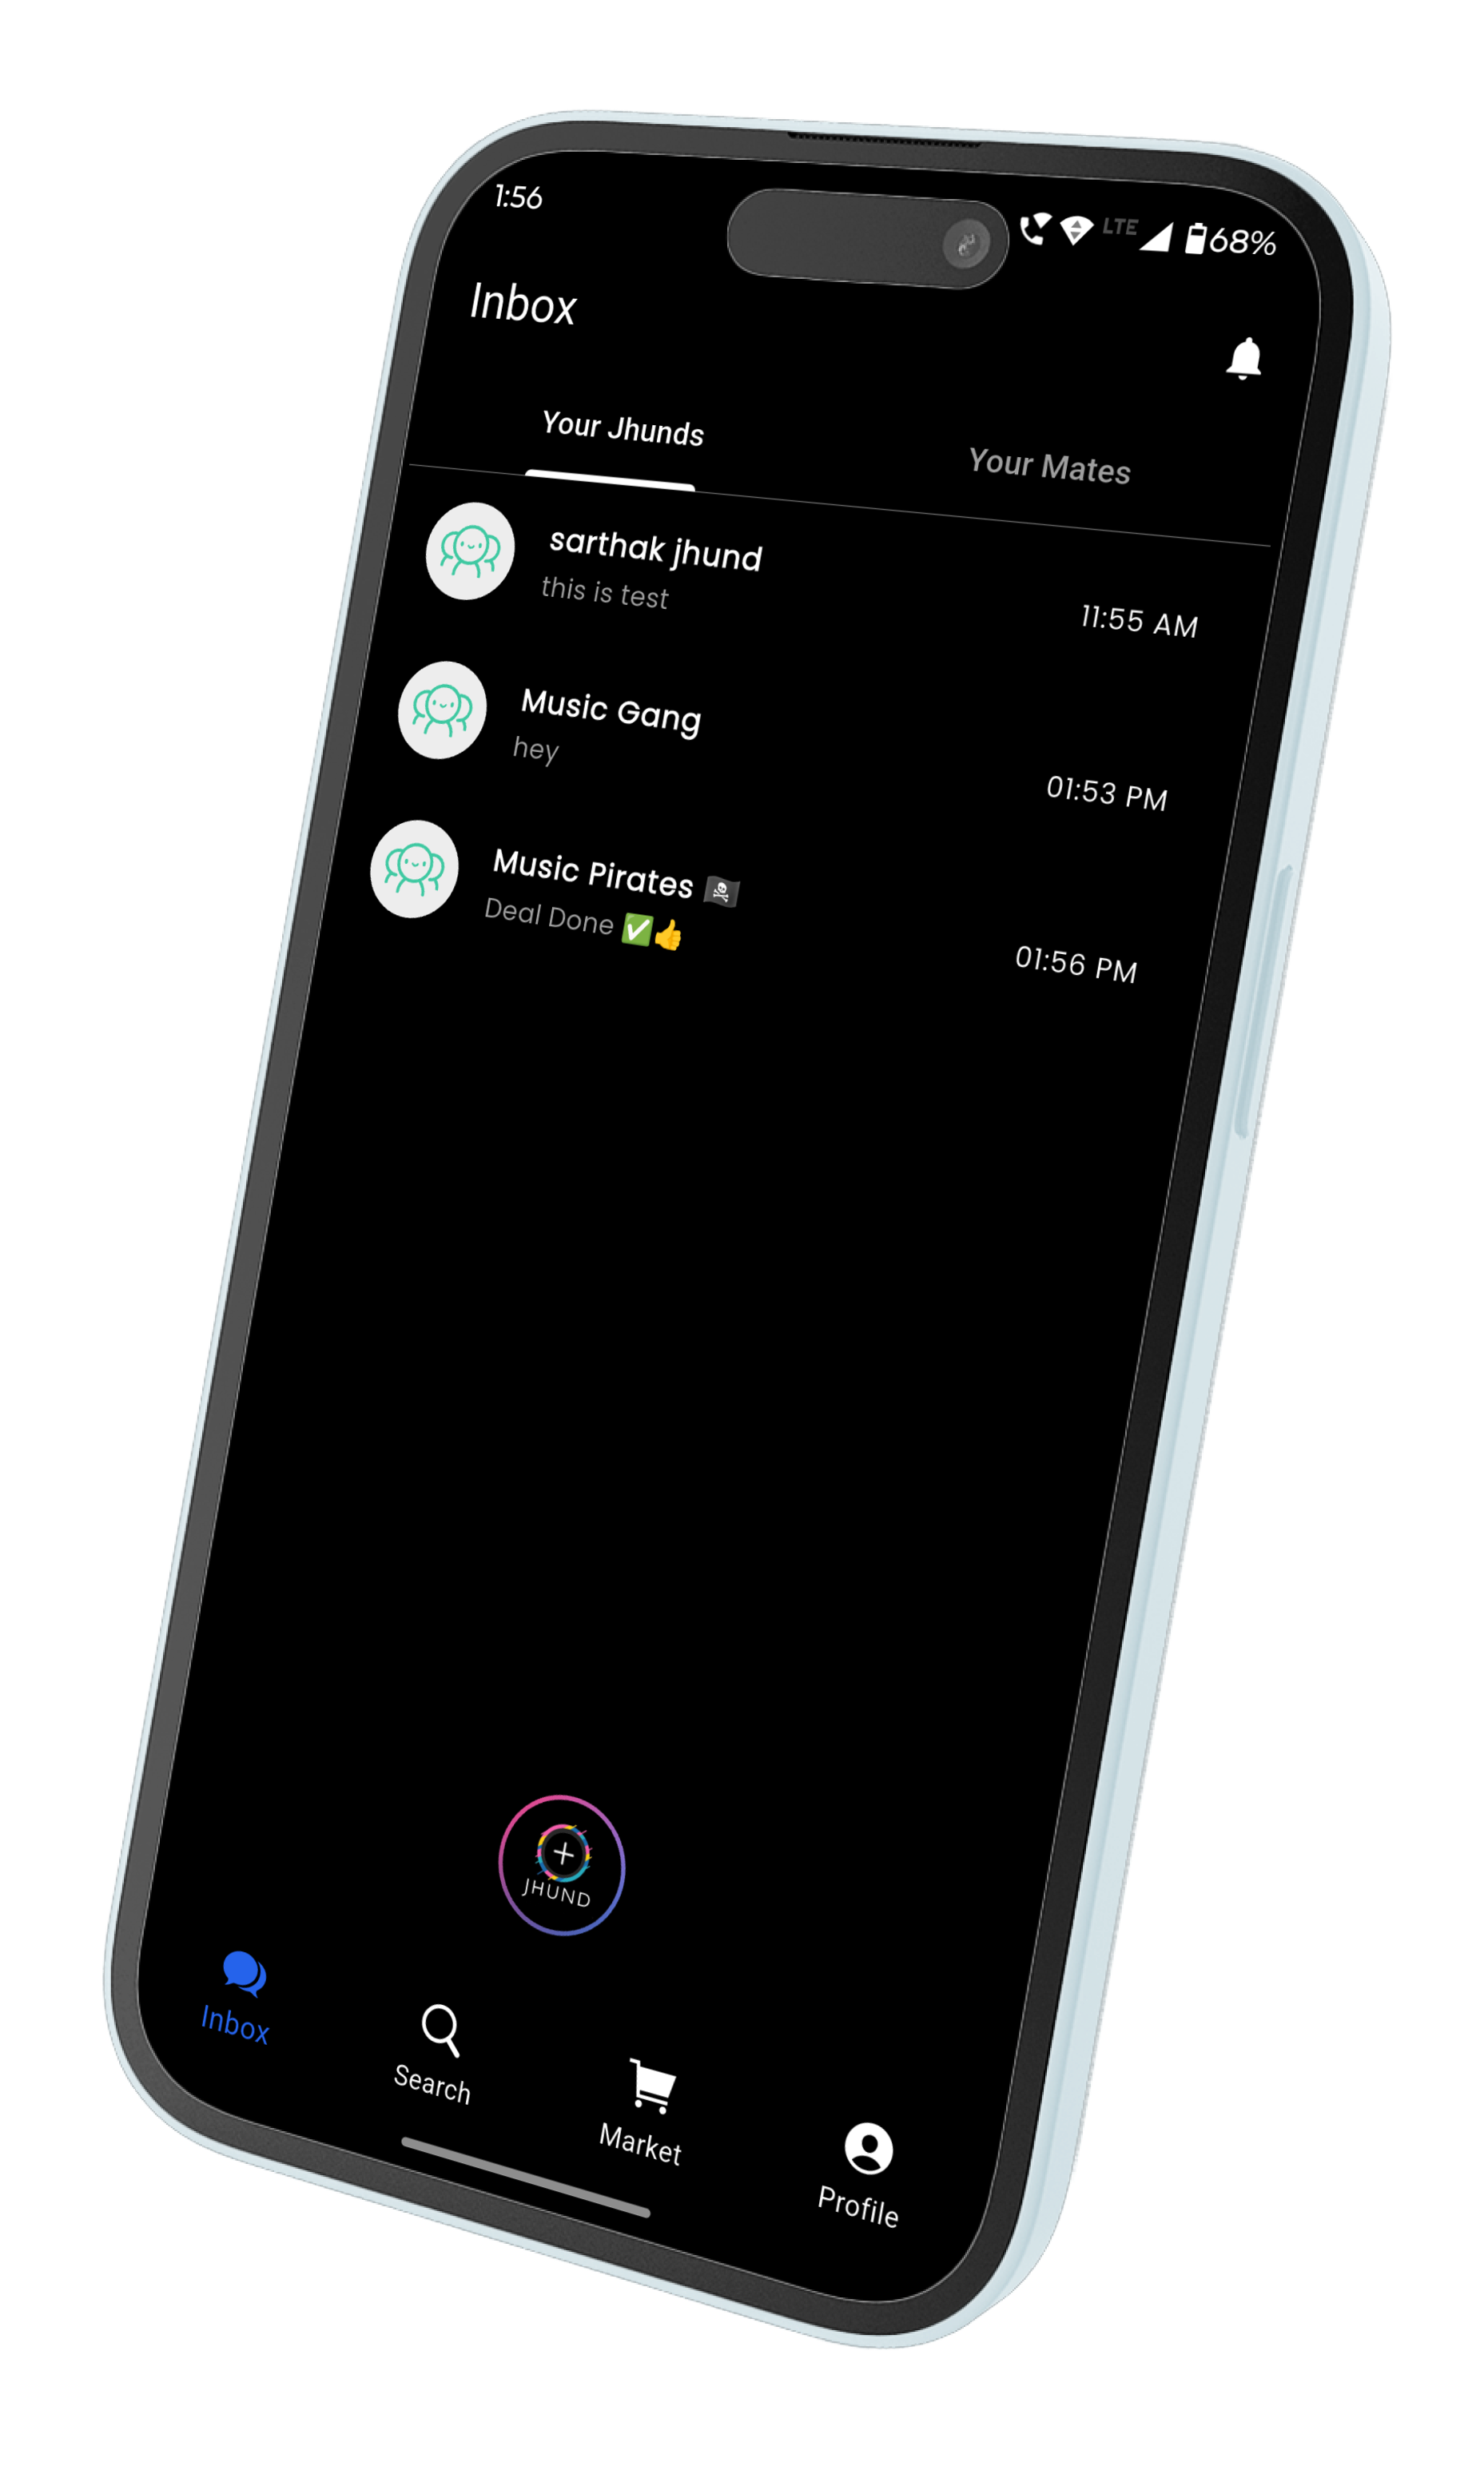 1:56 LTE 68%
Inbox
Your Jhunds Your Mates
sarthak jhund
this is test
11:55 AM
Music Gang
hey
01:53 PM
Music Pirates 🏴‍☠️
Deal Done ✅👍
01:56 PM
JHUND
Inbox
Search
Market
Profile